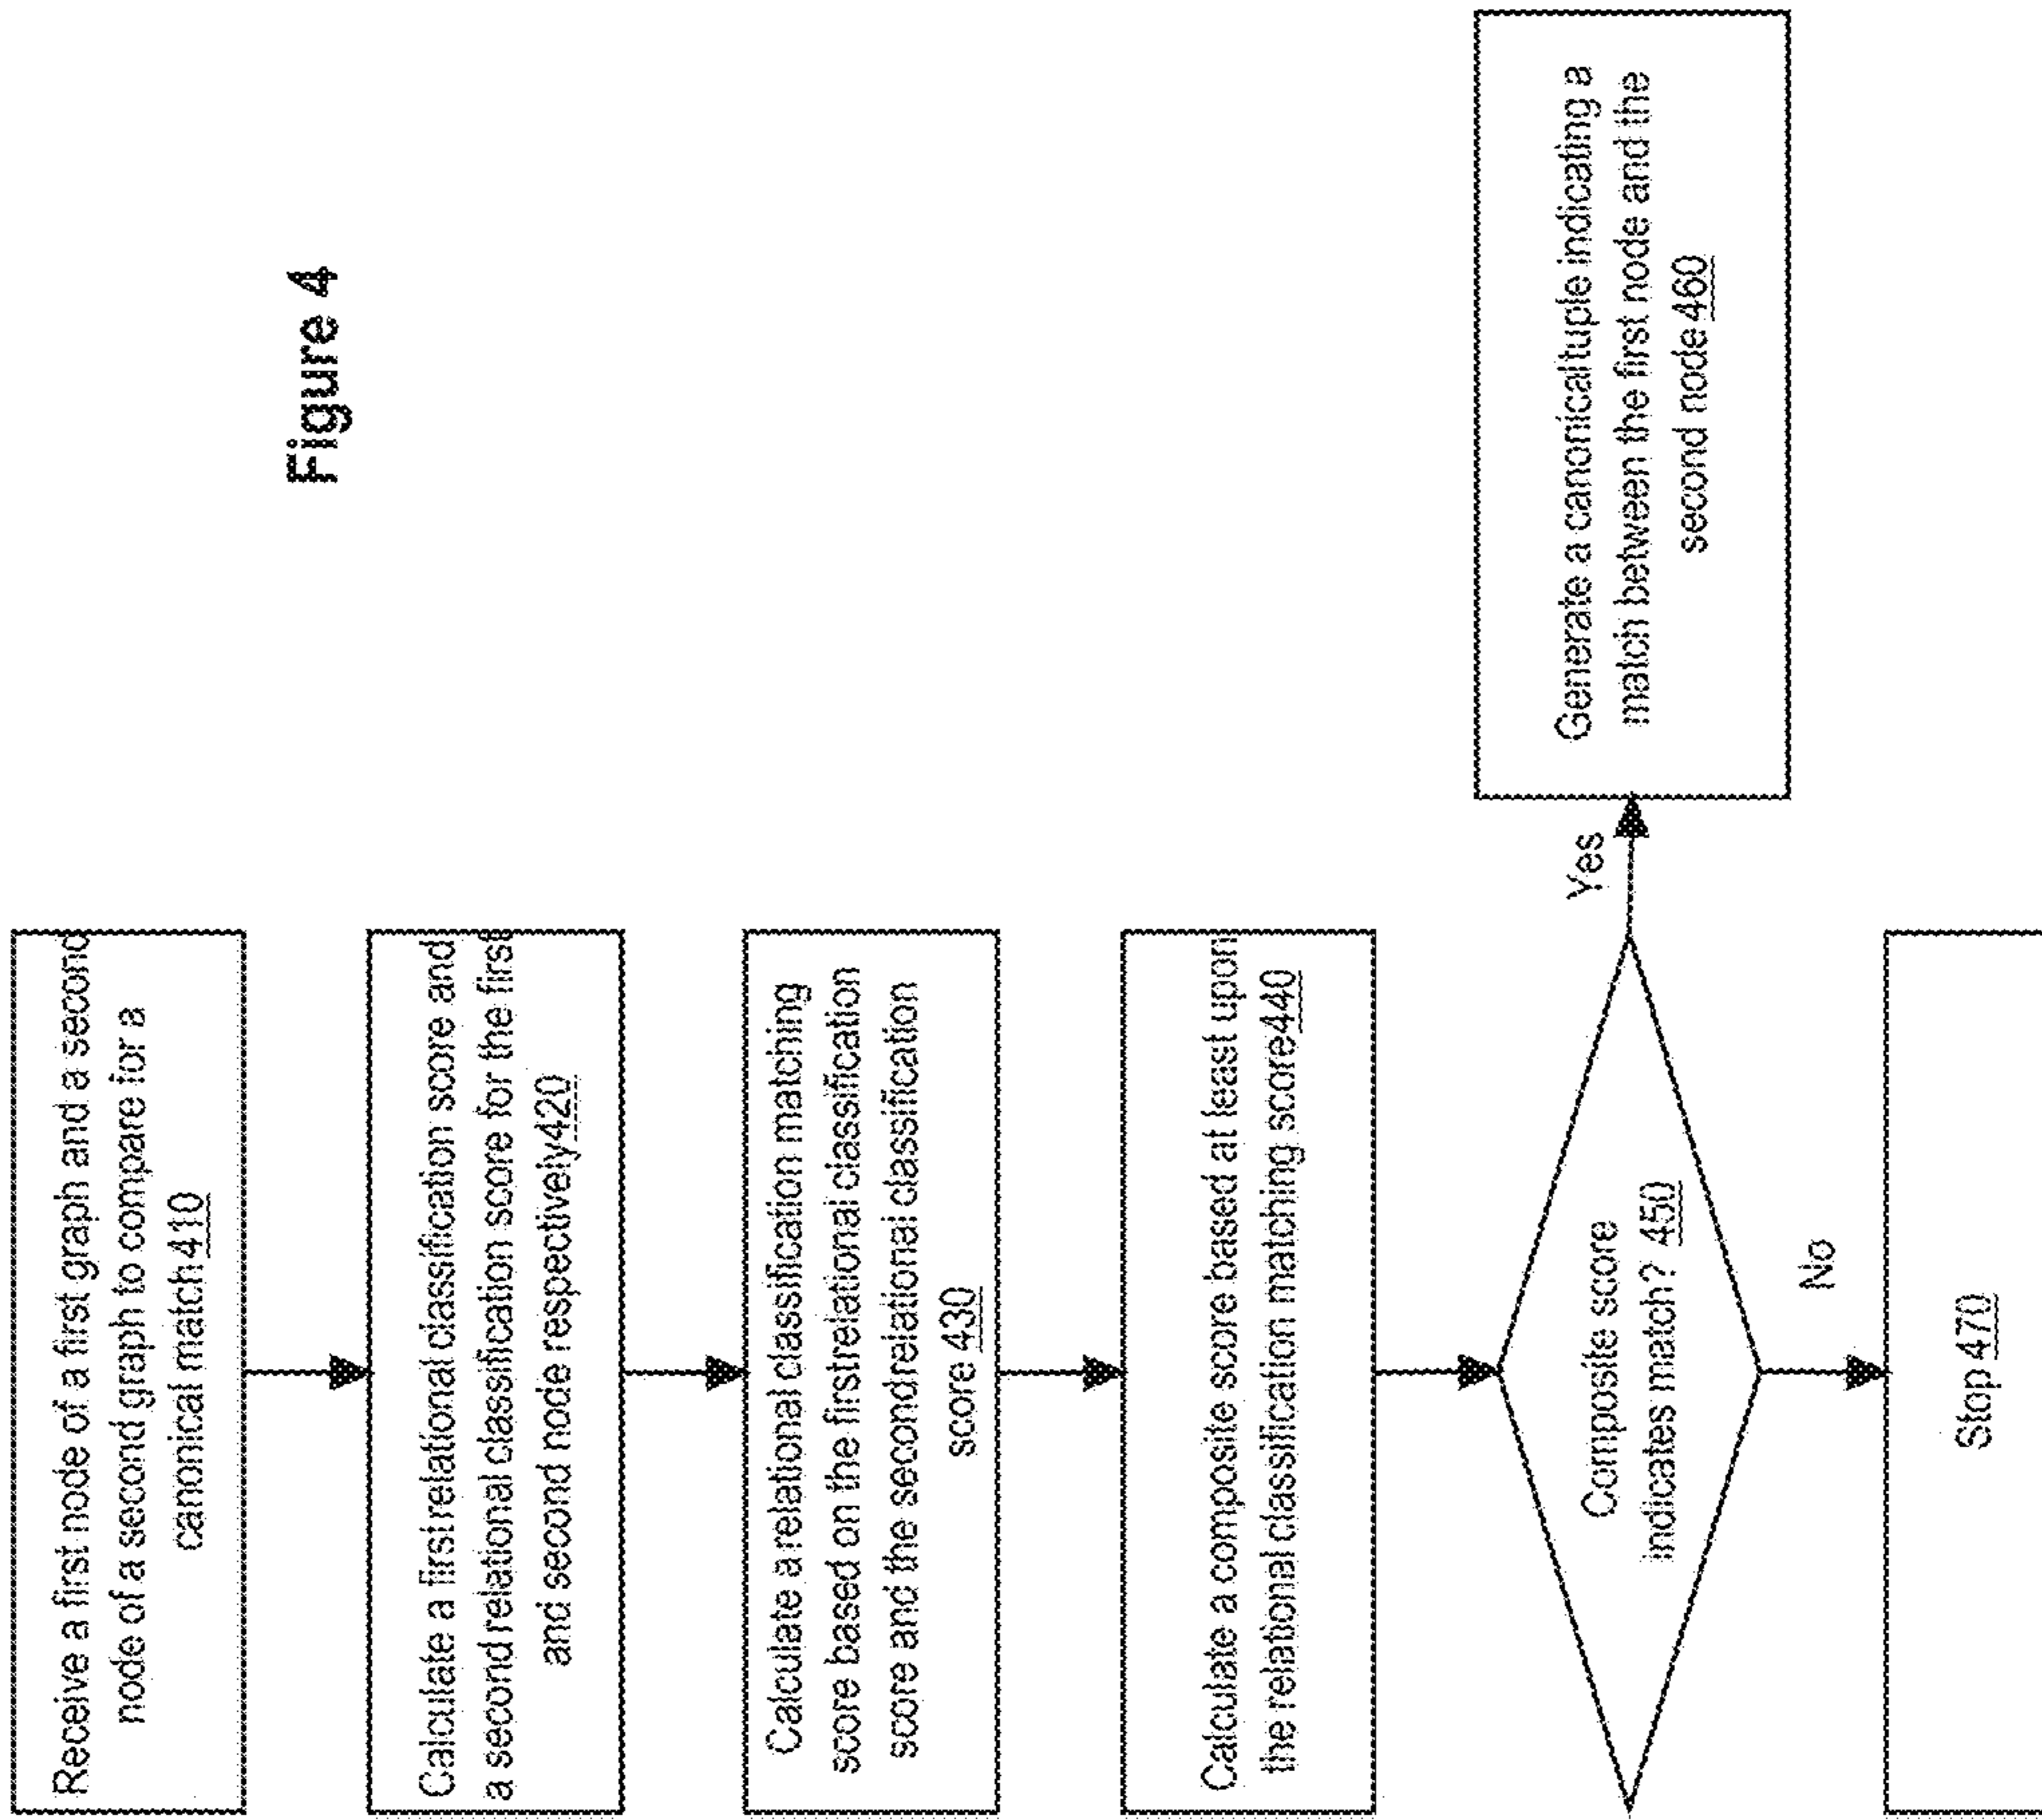 Receive a first node of a first graph and a second
node of a second graph to compare for a
canonical match 410
Calculate a first relational classification score and
a second relational classification score for the first
and second node respectively 420
Calculate a relational classification matching
score based on the first relational classification
score and the second relational classification
score 430
Calculate a composite score based at least upon
the relational classification matching score 440
Composite score
indicates match? 450
Yes
Generate a canonical tuple indicating a
match between the first node and the
second node 460
No
Stop 470
Figure 4